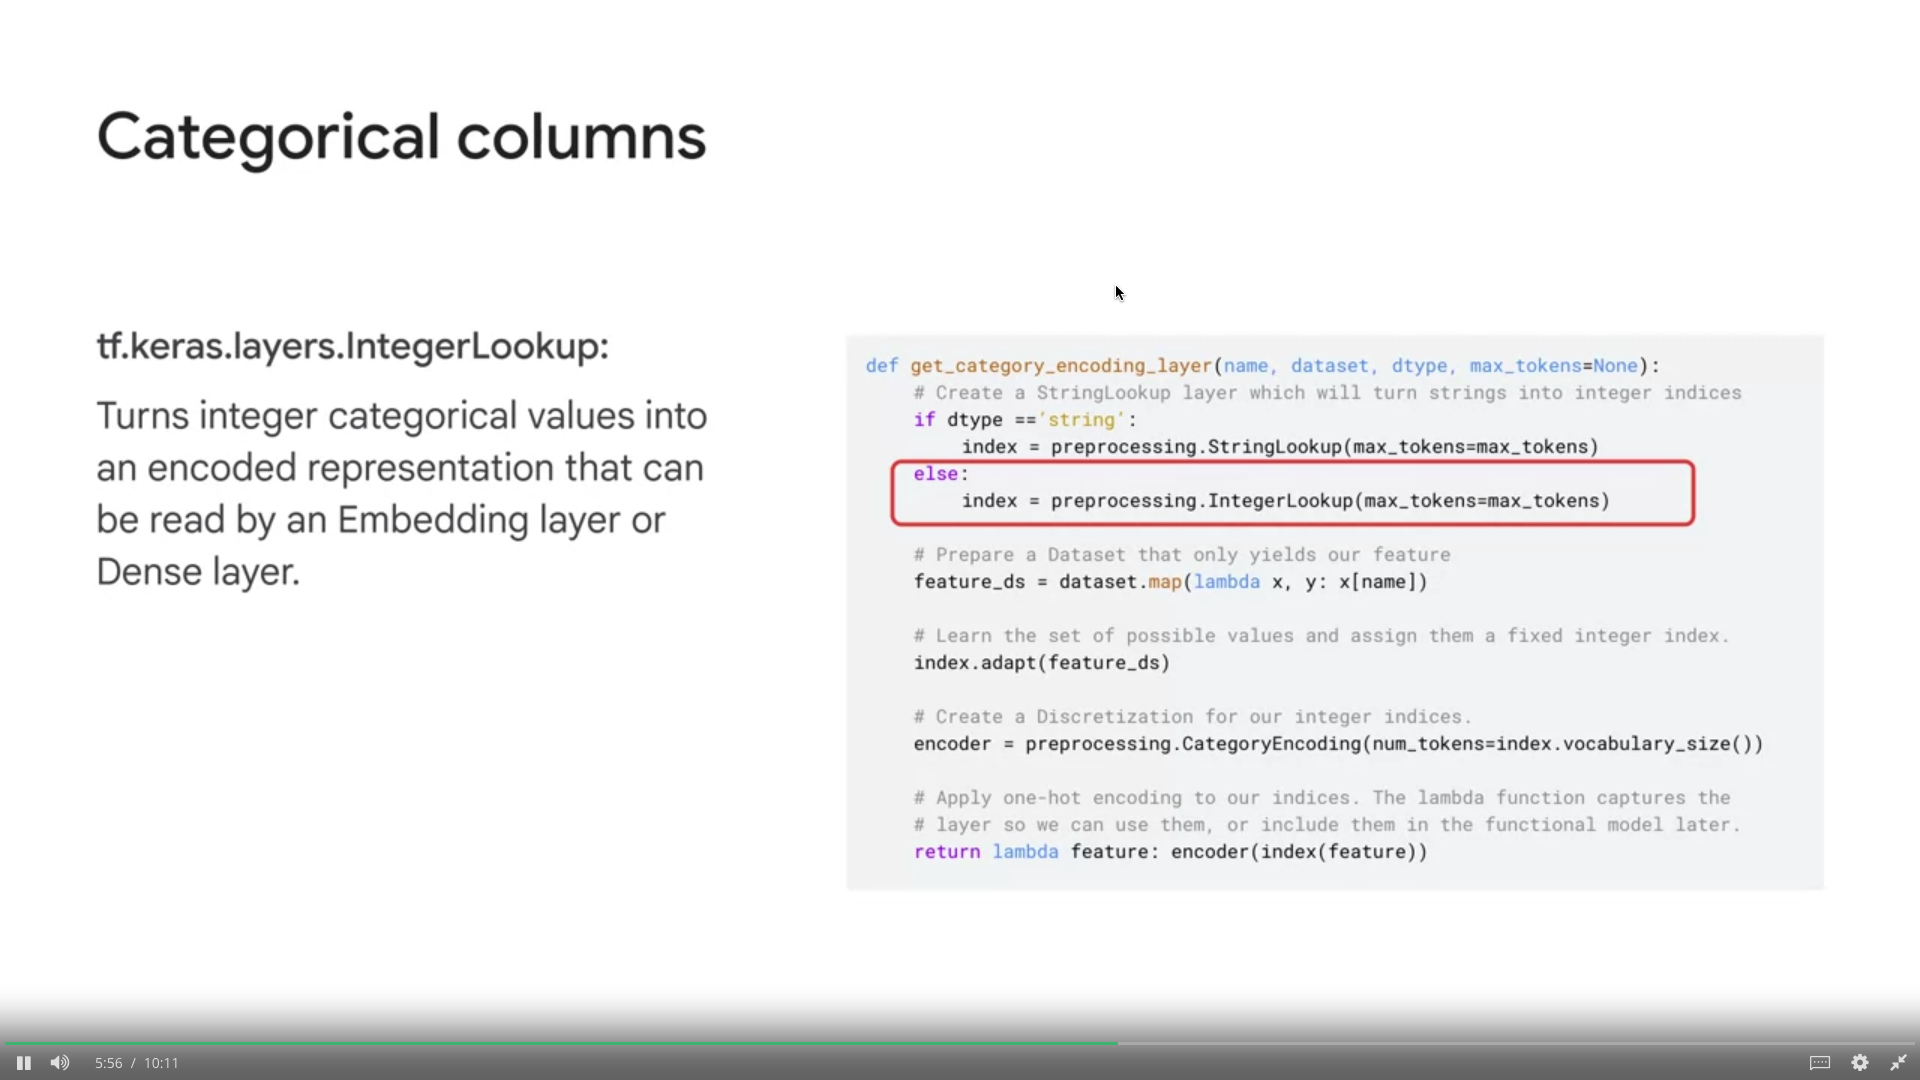 Categorical columns
tf.keras.layers.IntegerLookup:
Turns integer categorical values into
an encoded representation that can
be read by an Embedding layer or
Dense layer.
def get_category_encoding_layer(name, dataset, dtype, max_tokens=None):
    # Create a StringLookup layer which will turn strings into integer indices
    if dtype =='string':
        index = preprocessing.StringLookup(max_tokens=max_tokens)
    else:
        index = preprocessing.IntegerLookup(max_tokens=max_tokens)
    # Prepare a Dataset that only yields our feature
    feature_ds = dataset.map(lambda x, y: x[name])
    # Learn the set of possible values and assign them a fixed integer index.
    index.adapt(feature_ds)
    # Create a Discretization for our integer indices.
    encoder = preprocessing.CategoryEncoding(num_tokens=index.vocabulary_size())
    # Apply one-hot encoding to our indices. The lambda function captures the
    # layer so we can use them, or include them in the functional model later.
    return lambda feature: encoder(index(feature))
5:56 / 10:11